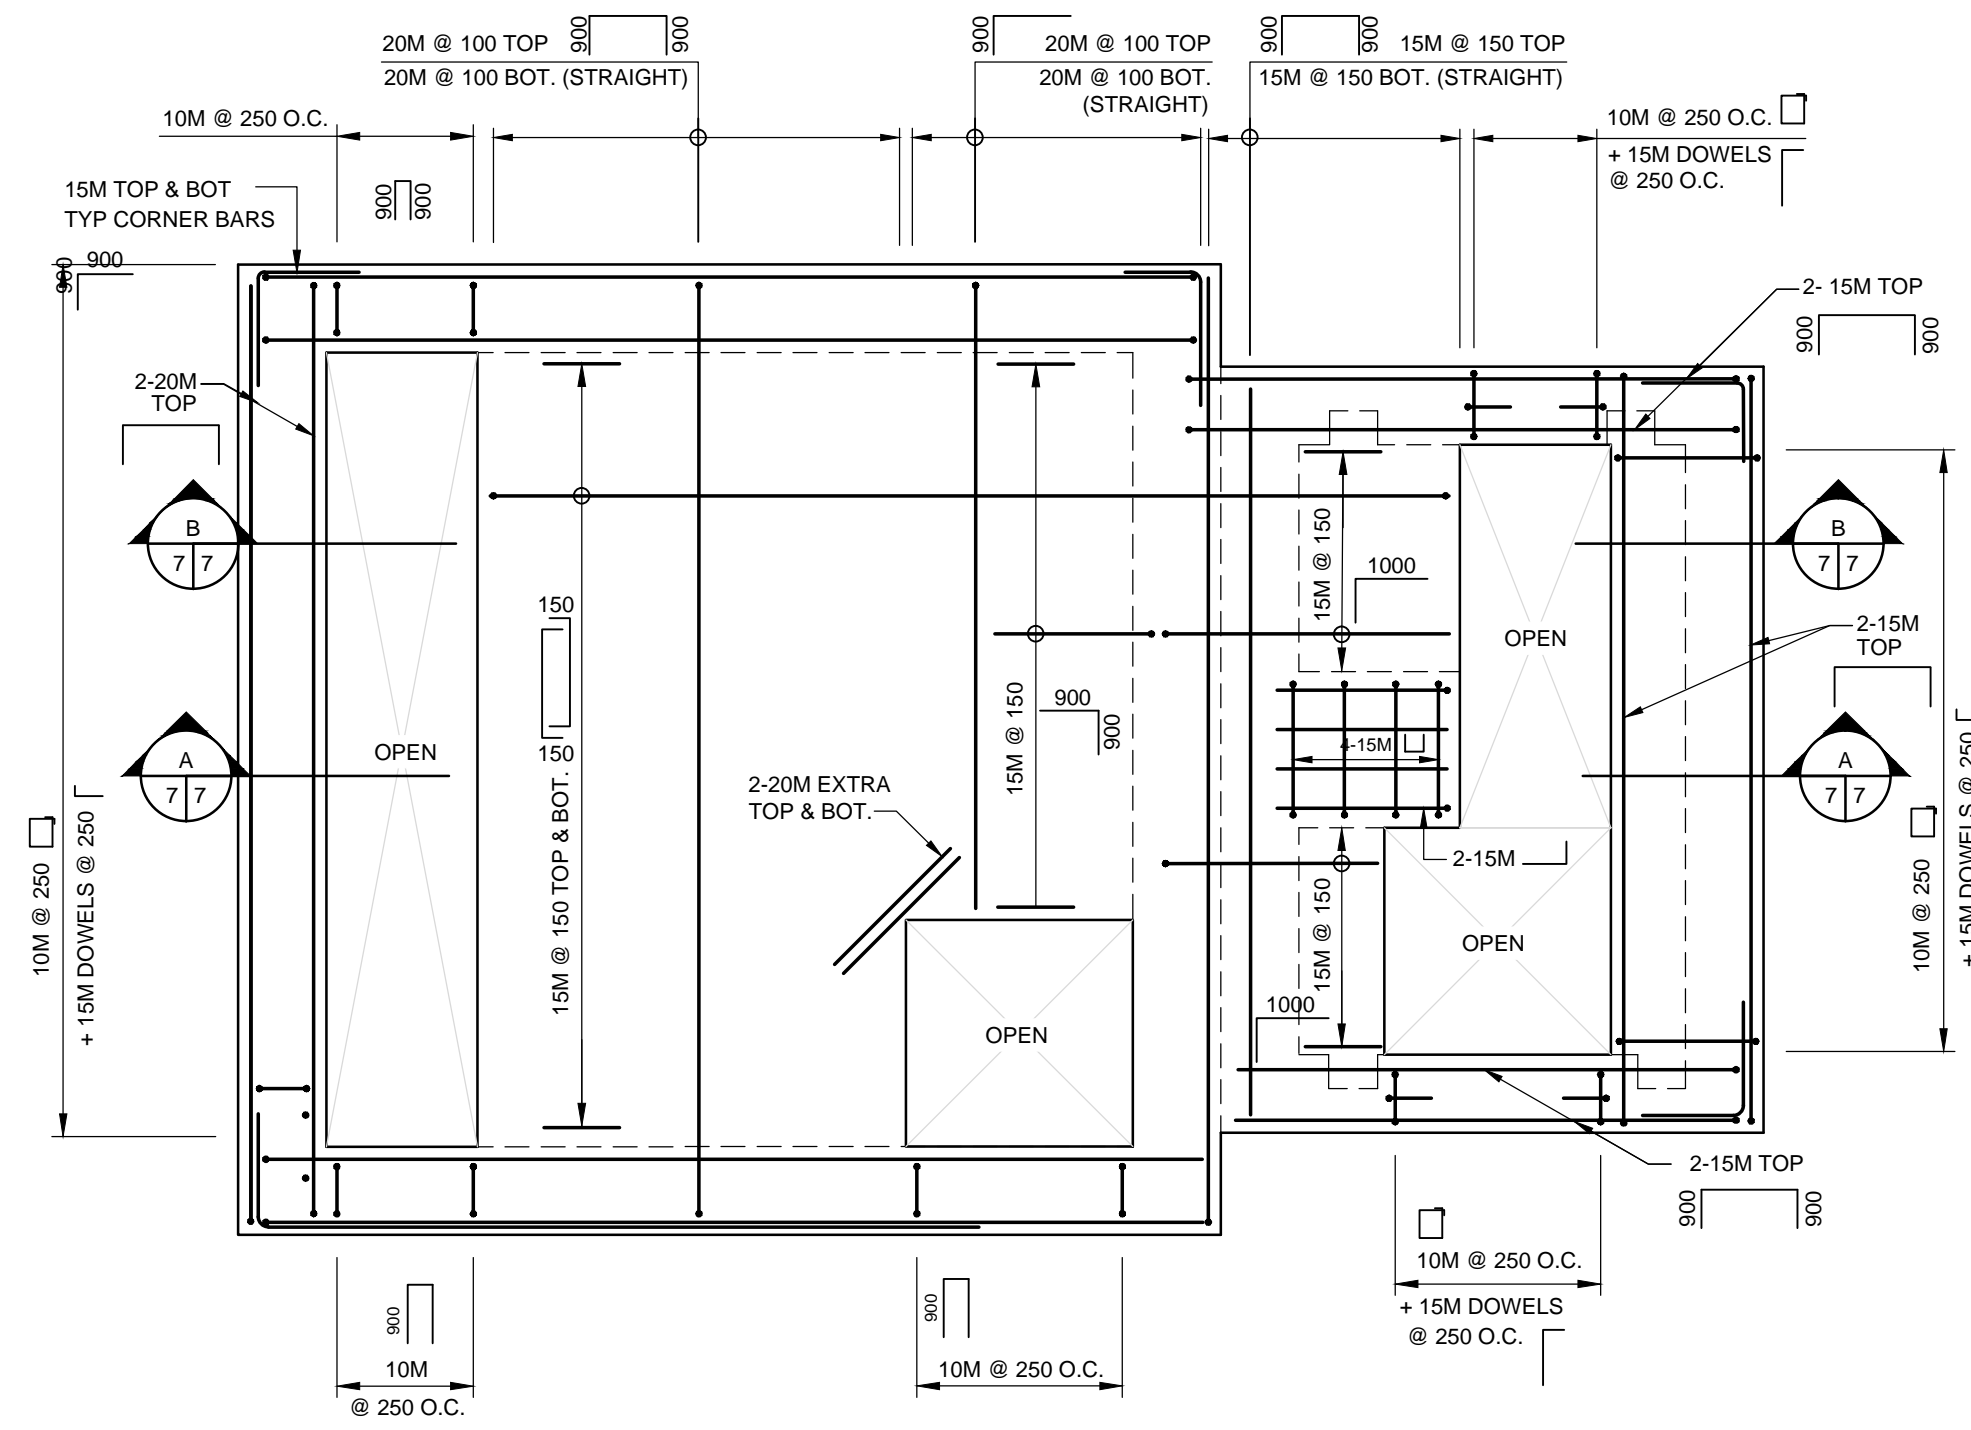 900
900
20M @ 100 TOP
20M @ 100 BOT. (STRAIGHT)
900
20M @ 100 TOP
20M @ 100 BOT.
(STRAIGHT)
900
900
15M @ 150 TOP
15M @ 150 BOT. (STRAIGHT)
10M @ 250 O.C.
10M @ 250 O.C.
+ 15M DOWELS
@ 250 O.C.
15M TOP & BOT
TYP CORNER BARS
900
900
900
900
2- 15M TOP
900
900
2-20M
TOP
B
7 7
B
7 7
15M @ 150
1000
150
150
15M @ 150 TOP & BOT.
OPEN
OPEN
2-15M
TOP
15M @ 150
900
900
4-15M
A
7 7
A
7 7
2-20M EXTRA
TOP & BOT.
2-15M
10M @ 250
+ 15M DOWELS @ 250
10M @ 250
+ 15M DOWELS @ 250
15M @ 150
OPEN
1000
OPEN
2-15M TOP
900
900
10M @ 250 O.C.
+ 15M DOWELS
@ 250 O.C.
900
10M
@ 250 O.C.
900
10M @ 250 O.C.